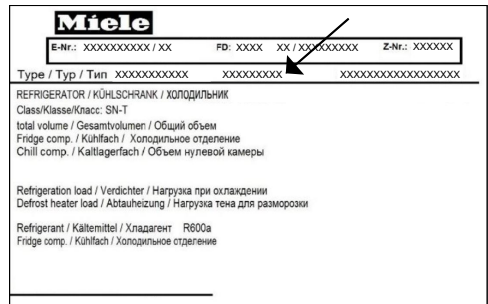 Miele
E-Nr.: XXXXXXXXXX / XX FD: XXXX XX / XXXXXXXXX Z-Nr.: XXXXXX
Type / Typ / Тип XXXXXXXXXXX XXXXXXXXX XXXXXXXXXXXXXXXXXX
REFRIGERATOR / KÜHLSCHRANK / ХОЛОДИЛЬНИК
Class/Klasse/Класс: SN-T
total volume / Gesamtvolumen / Общий объем
Fridge comp. / Kühlfach / Холодильное отделение
Chill comp. / Kaltlagerfach / Объем нулевой камеры
Refrigeration load / Verdichter / Нагрузка при охлаждении
Defrost heater load / Abtauheizung / Нагрузка тена для разморозки
Refrigerant / Kältemittel / Хладагент R600a
Fridge comp. / Kühlfach / Холодильное отделение